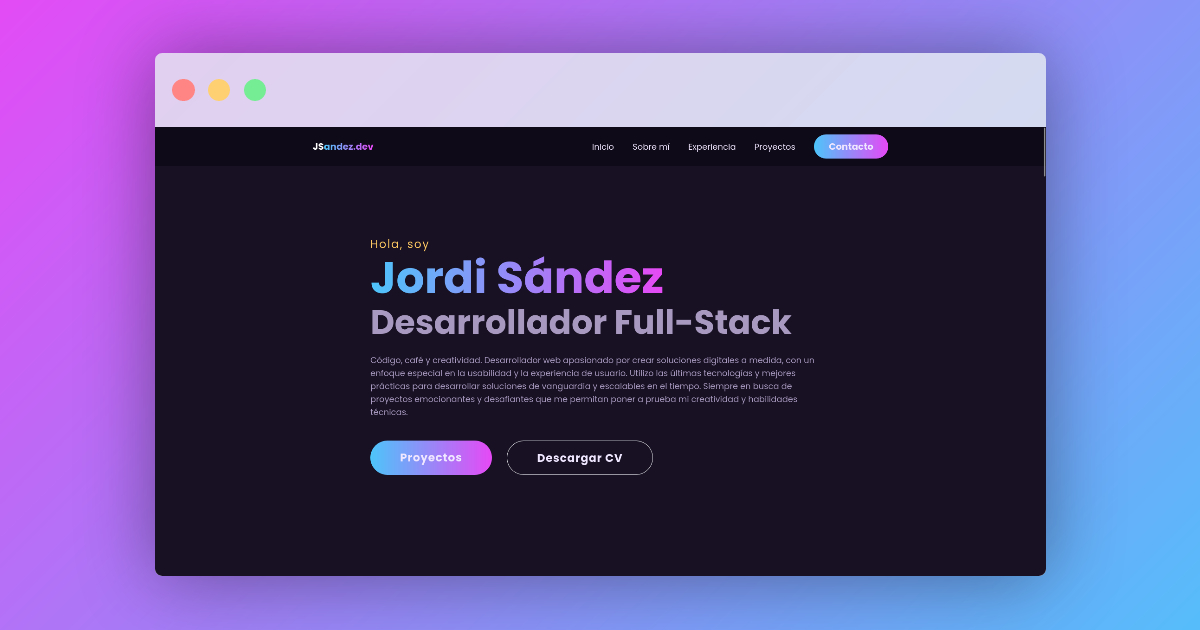 JSandez.dev
Inicio Sobre mí Experiencia Proyectos Contacto
Hola, soy
Jordi Sández
Desarrollador Full-Stack
Código, café y creatividad. Desarrollador web apasionado por crear soluciones digitales a medida, con un
enfoque especial en la usabilidad y la experiencia de usuario. Utilizo las últimas tecnologías y mejores
prácticas para desarrollar soluciones de vanguardia y escalables en el tiempo. Siempre en busca de
proyectos emocionantes y desafiantes que me permitan poner a prueba mi creatividad y habilidades
técnicas.
Proyectos Descargar CV